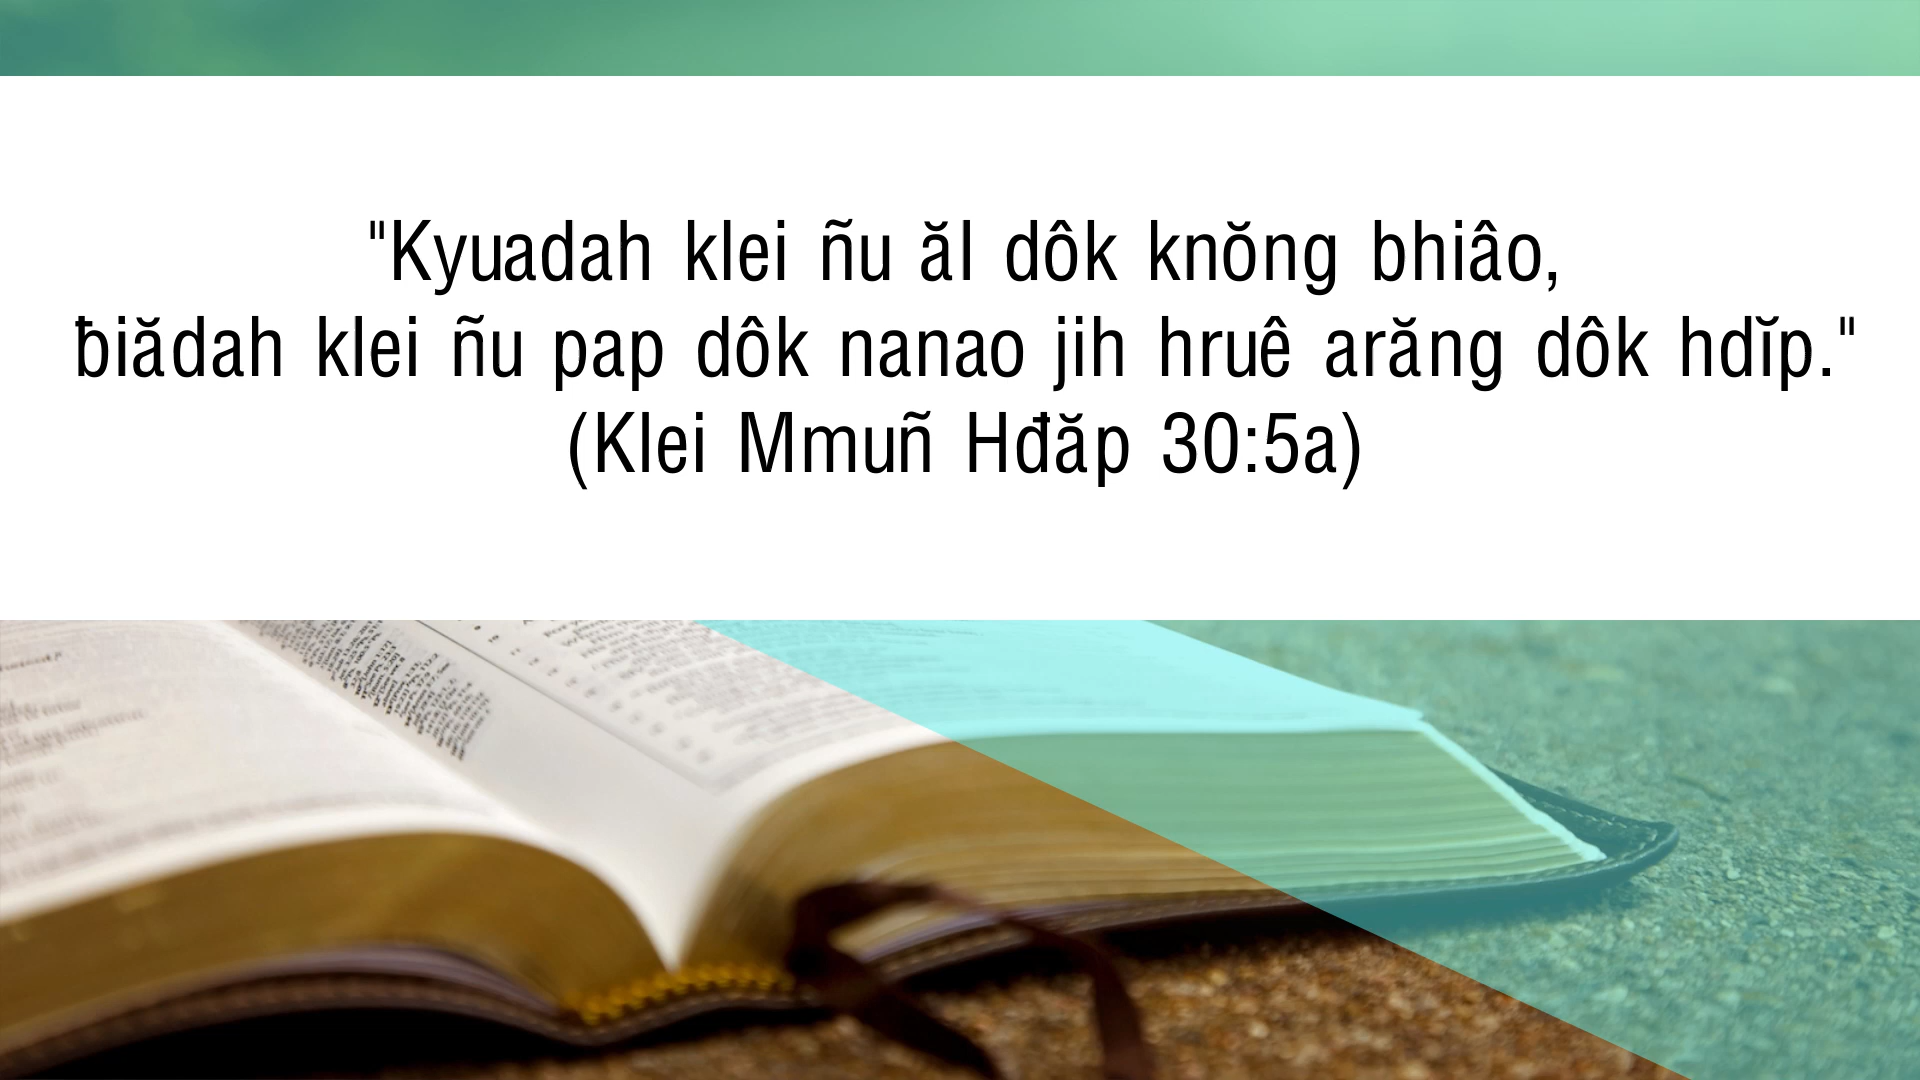 "Kyuadah klei ñu ăl dôk knŏng bhiâo,
ƀiădah klei ñu pap dôk nanao jih hruê arăng dôk hdĭp."
(Klei Mmuñ Hđăp 30:5a)